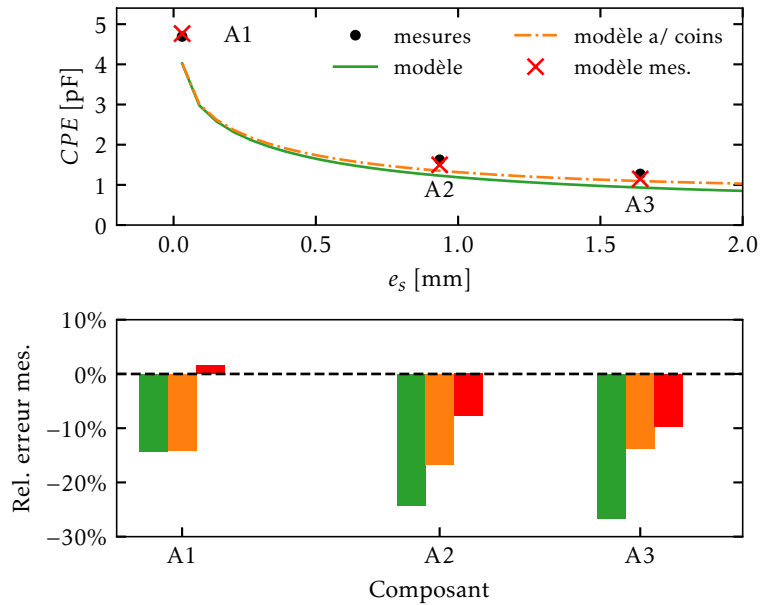 5
4
3
2
1
0
CPE [pF]
A1
mesures
modèle a/ coins
modèle
modèle mes.
A2
A3
0.0
0.5
1.0
1.5
2.0
e_s [mm]
10%
0%
−10%
−20%
−30%
Rel. erreur mes.
A1
A2
A3
Composant